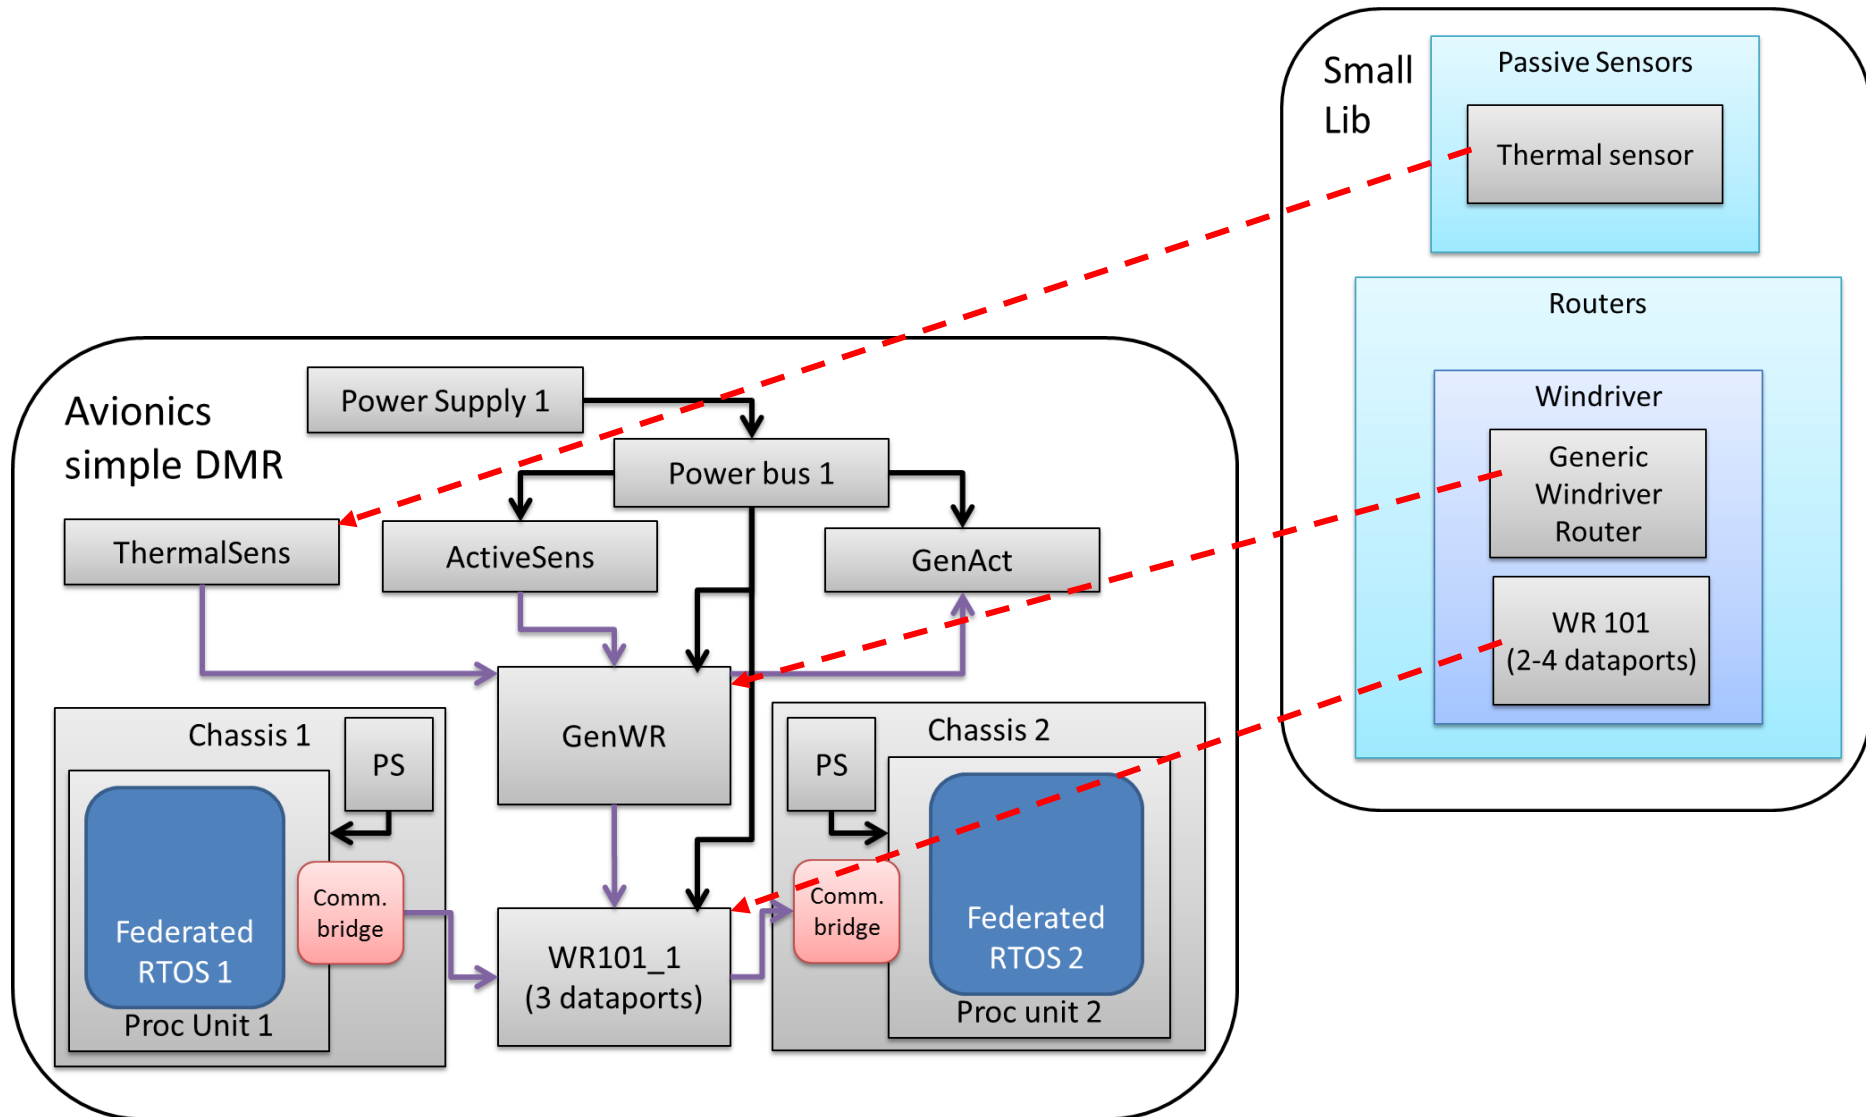 Small
Lib
Passive Sensors
Thermal sensor
Routers
Windriver
Generic
Windriver
Router
WR 101
(2-4 dataports)
Avionics
simple DMR
Power Supply 1
Power bus 1
ThermalSens
ActiveSens
GenAct
GenWR
Chassis 1
PS
Federated
RTOS 1
Comm.
bridge
Proc Unit 1
WR101_1
(3 dataports)
Chassis 2
PS
Comm.
bridge
Federated
RTOS 2
Proc unit 2